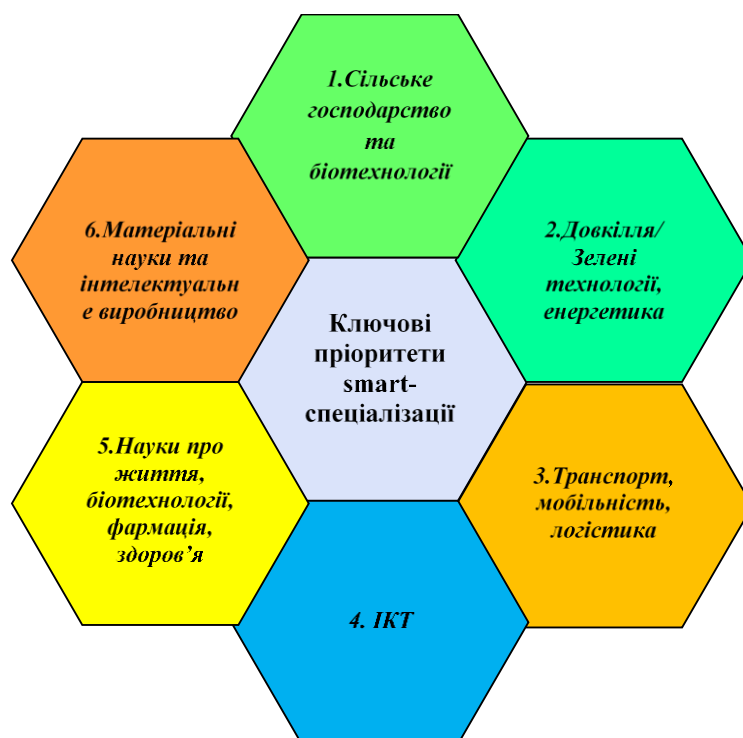 1.Сільське
господарство
та
біотехнології
2.Довкілля/
Зелені
технології,
енергетика
3.Транспорт,
мобільність,
логістика
4. ІКТ
5.Науки про
життя,
біотехнології,
фармація,
здоров’я
6.Матеріальні
науки та
інтелектуальн
е виробництво
Ключові
пріоритети
smart-
спеціалізації